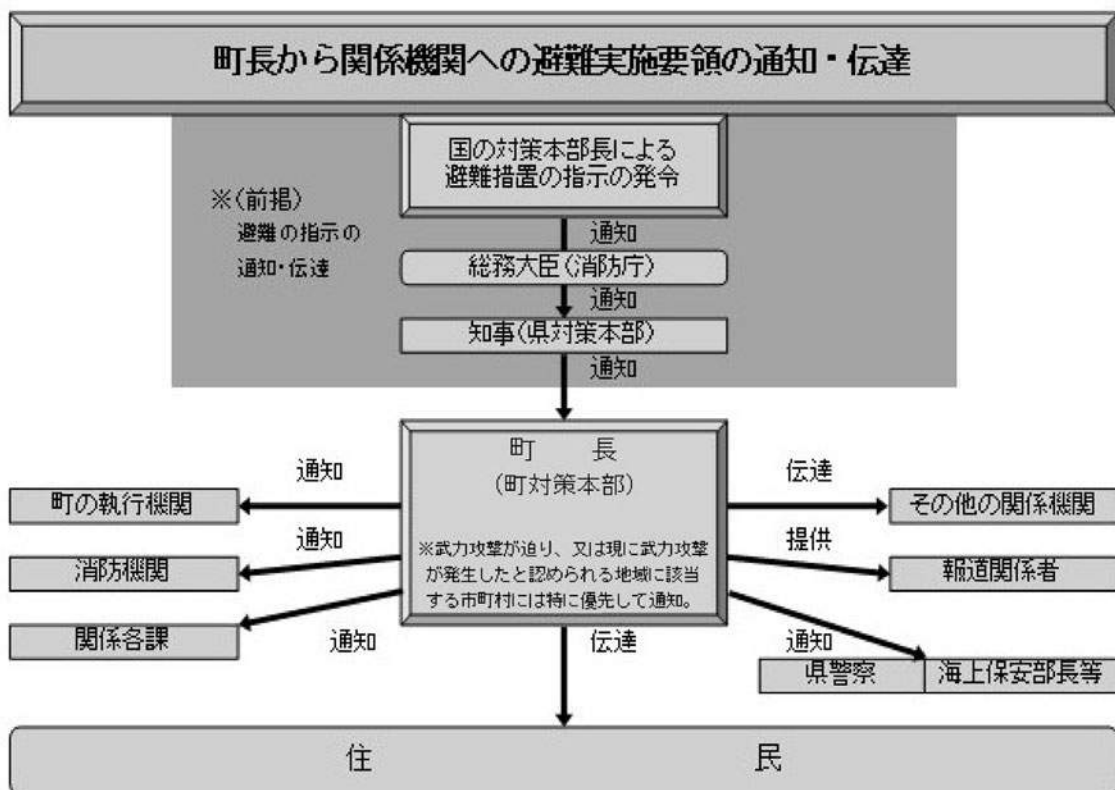 町長から関係機関への避難実施要領の通知・伝達
国の対策本部長による
避難措置の指示の発令
※(前掲)
避難の指示の
通知・伝達
通知
総務大臣(消防庁)
通知
知事(県対策本部)
通知
町　　長
(町対策本部)
※武力攻撃が迫り、又は現に武力攻撃
が発生したと認められる地域に該当
する市町村には特に優先して通知。
通知
町の執行機関
通知
消防機関
通知
関係各課
伝達
その他の関係機関
提供
報道関係者
通知
県警察
海上保安部長等
伝達
住　　民